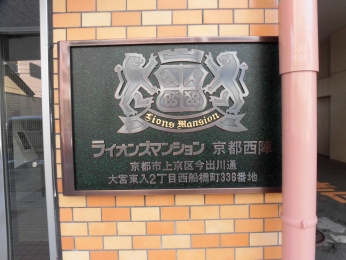 Lions Mansion
ライオンズマンション 京都西陣
京都市上京区今出川通
大宮東入2丁目西船橋町338番地